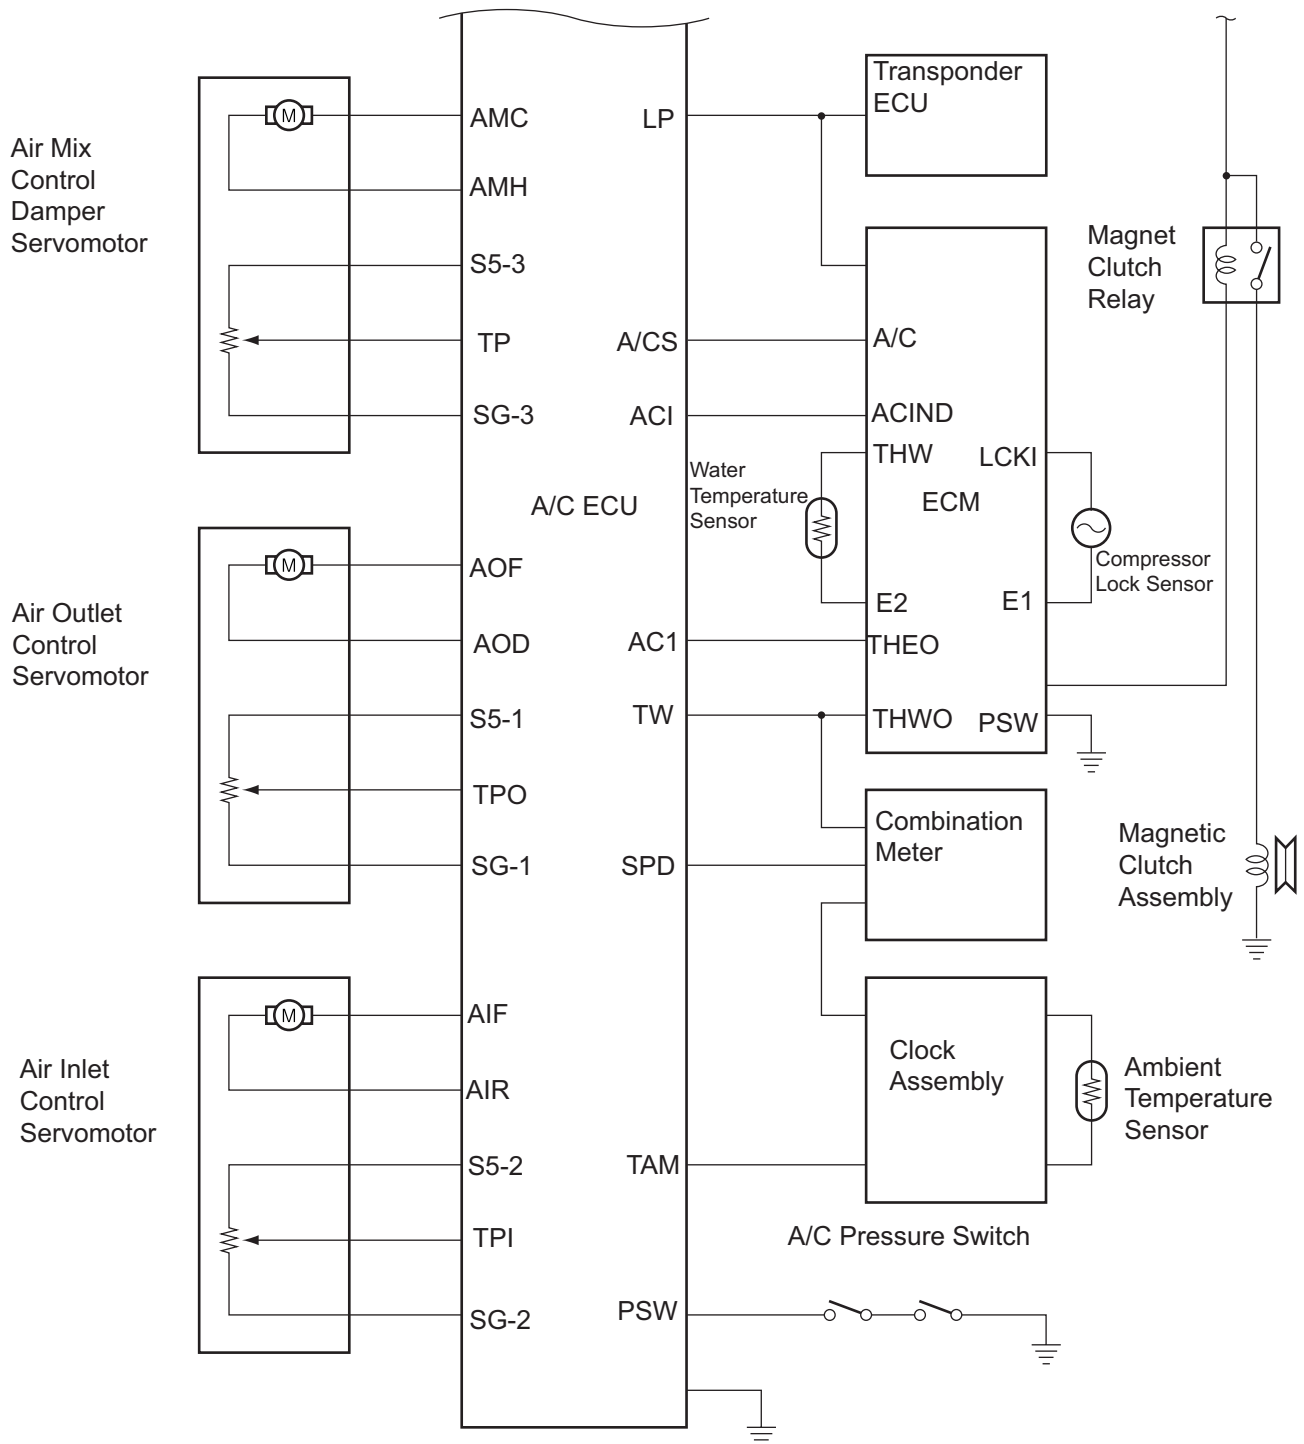 Air Mix
Control
Damper
Servomotor
M
AMC
AMH
S5-3
TP
SG-3
Air Outlet
Control
Servomotor
M
AOF
AOD
S5-1
TPO
SG-1
Air Inlet
Control
Servomotor
M
AIF
AIR
S5-2
TPI
SG-2
A/C ECU
LP
A/CS
ACI
AC1
TW
SPD
TAM
PSW
Transponder
ECU
Water
Temperature
Sensor
A/C
ACIND
THW
ECM
E2
THEO
THWO
LCKI
E1
PSW
Compressor
Lock Sensor
Magnet
Clutch
Relay
Combination
Meter
Magnetic
Clutch
Assembly
Clock
Assembly
Ambient
Temperature
Sensor
A/C Pressure Switch